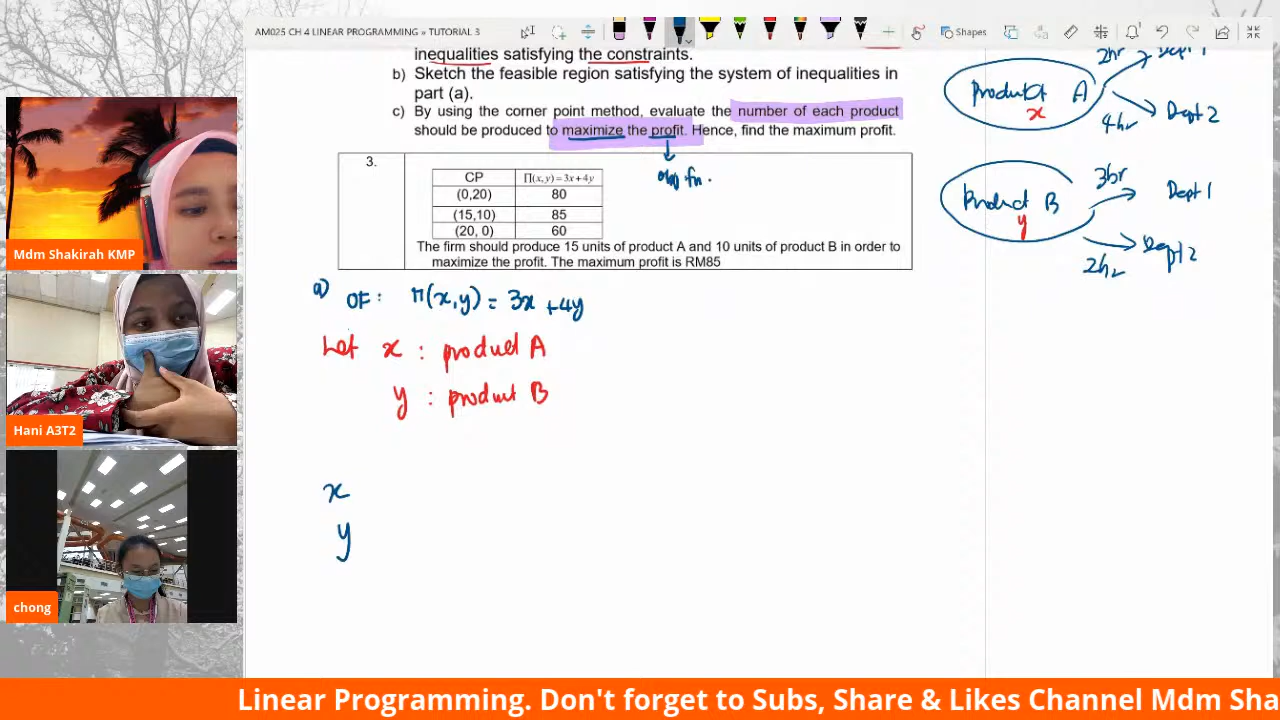 AM025 CH 4 LINEAR PROGRAMMING » TUTORIAL 3
Shapes
inequalities satisfying the constraints.
b) Sketch the feasible region satisfying the system of inequalities in
part (a).
c) By using the corner point method, evaluate the number of each product
should be produced to maximize the profit. Hence, find the maximum profit.
obj fn.
3.
CP Π(x,y)=3x+4y
(0,20) 80
(15,10) 85
(20, 0) 60
The firm should produce 15 units of product A and 10 units of product B in order to
maximize the profit. The maximum profit is RM85
a) OF: Π(x,y) = 3x + 4y
Let x : product A
y : product B
x
y
2hr Dept 1
Product A
x
4hr Dept 2
3hr
Product B Dept 1
y
2hr Dept 2
Mdm Shakirah KMP
Hani A3T2
chong
Linear Programming. Don't forget to Subs, Share & Likes Channel Mdm Sha